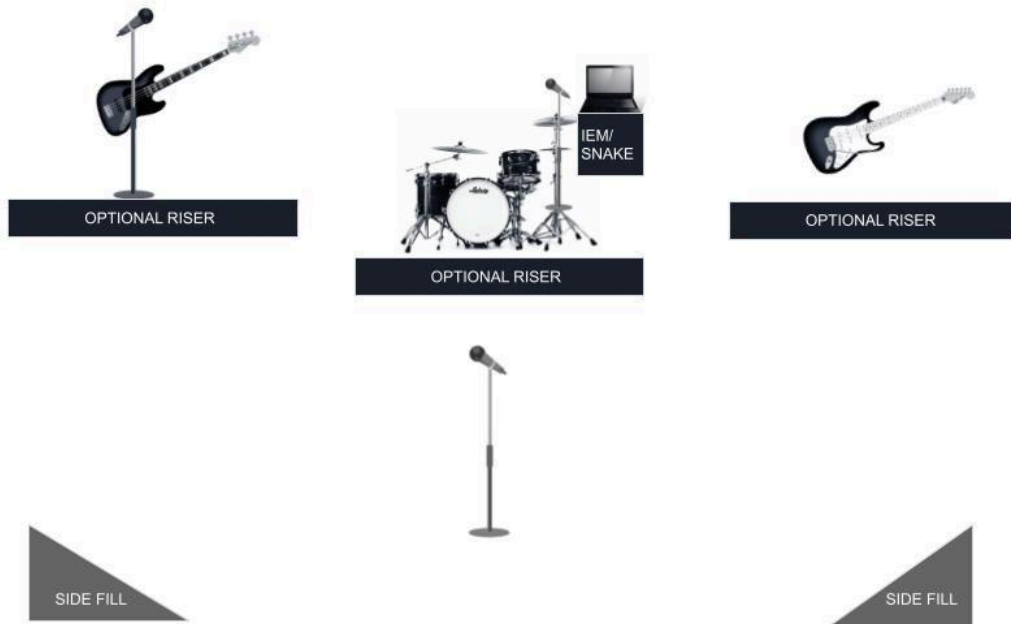 IEM/
SNAKE
OPTIONAL RISER
OPTIONAL RISER
OPTIONAL RISER
SIDE FILL
SIDE FILL